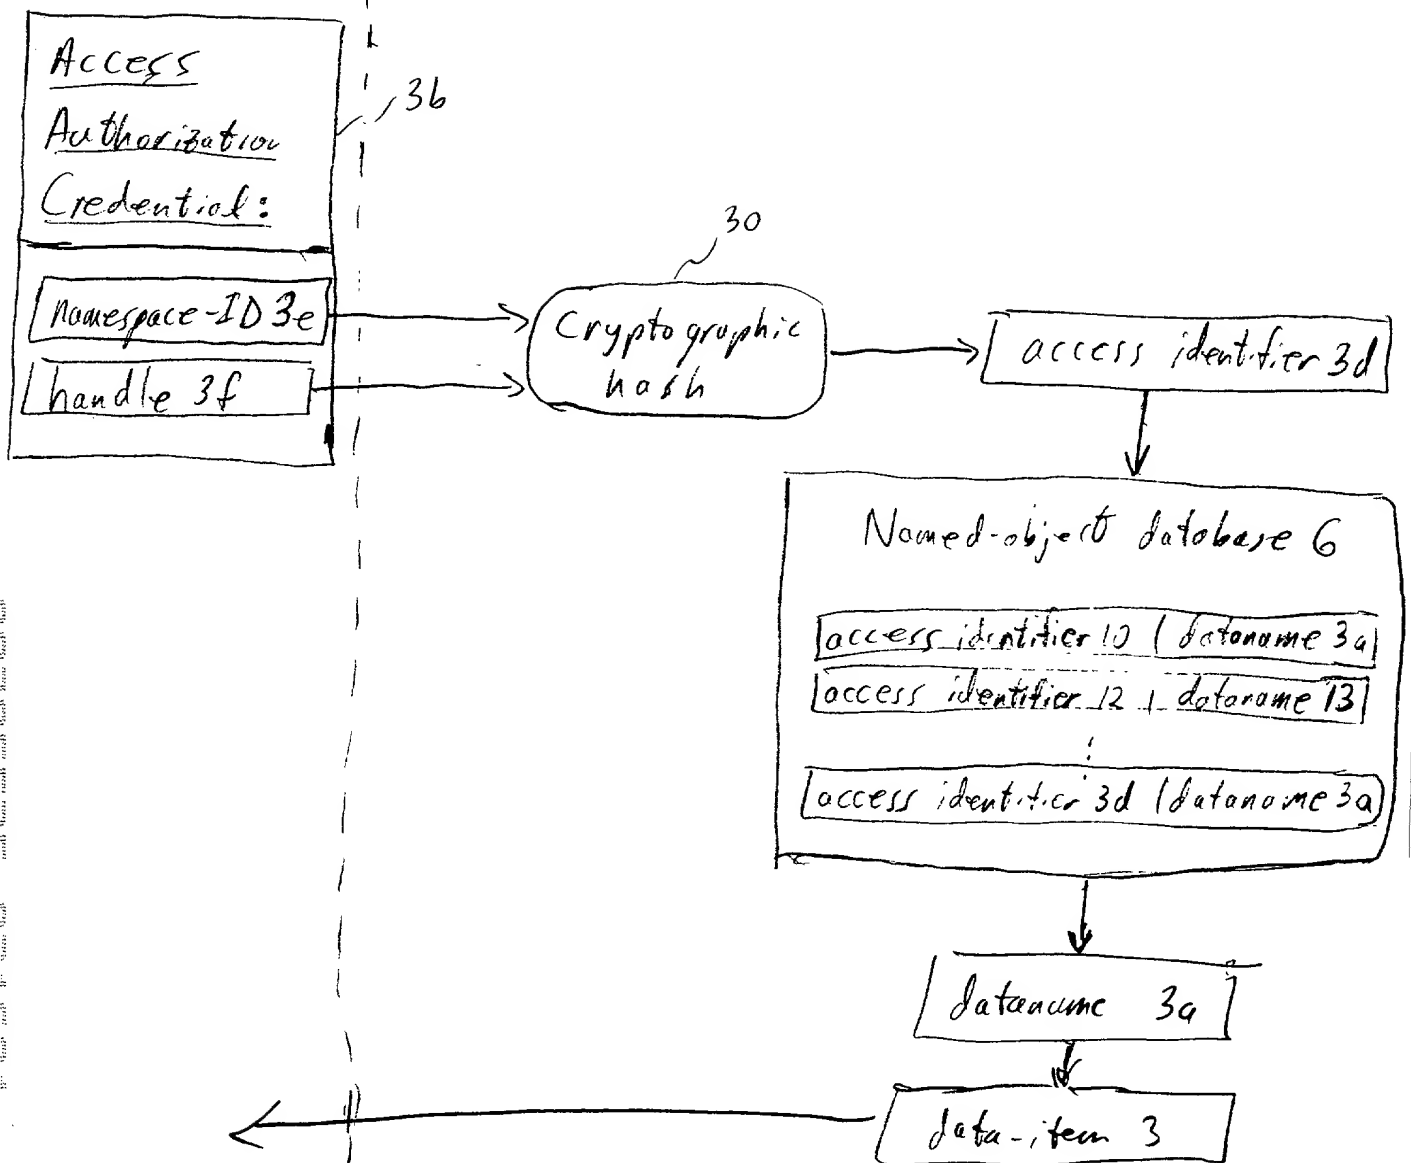 Access
Authorization
Credential:
3b
namespace-ID 3e
handle 3f
30
Cryptographic
hash
access identifier 3d
Named-object database 6
access identifier 10 | dataname 3a
access identifier 12 | dataname 13
access identifier 3d | dataname 3a
dataname 3a
data-item 3